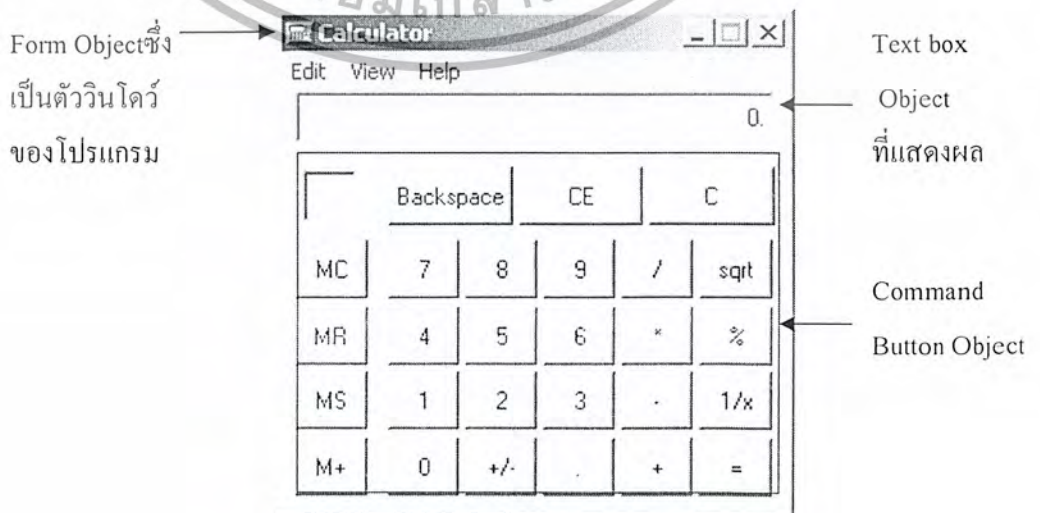 Form Objectซึ่ง
เป็นตัววินโดว์
ของโปรแกรม
Calculator
Edit View Help
0.
Text box
Object
ที่แสดงผล
Backspace CE C
MC 7 8 9 / sqrt
MR 4 5 6 * %
MS 1 2 3 - 1/x
M+ 0 +/- . + =
Command
Button Object